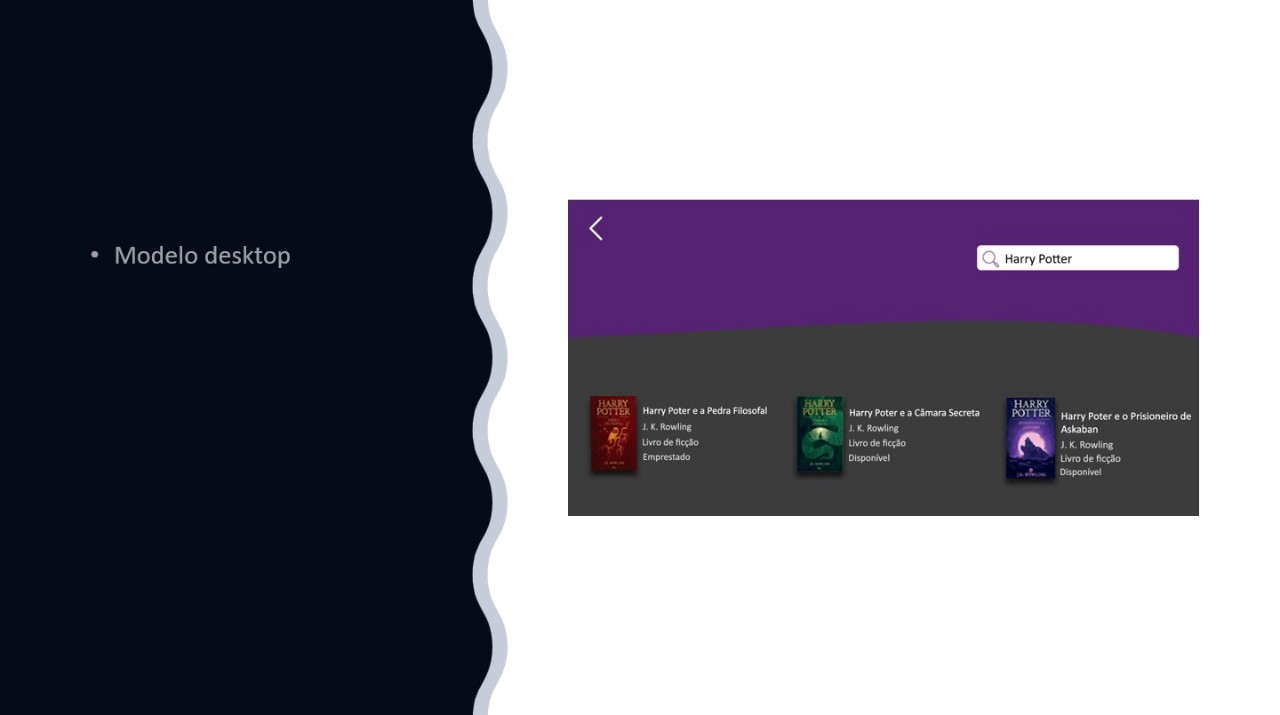 • Modelo desktop
Harry Potter
HARRY
POTTER
Harry Poter e a Pedra Filosofal
J. K. Rowling
Livro de ficção
Emprestado
HARRY
POTTER
Harry Poter e a Câmara Secreta
J. K. Rowling
Livro de ficção
Disponível
HARRY
POTTER
J.K. ROWLING
Harry Poter e o Prisioneiro de
Askaban
J. K. Rowling
Livro de ficção
Disponível